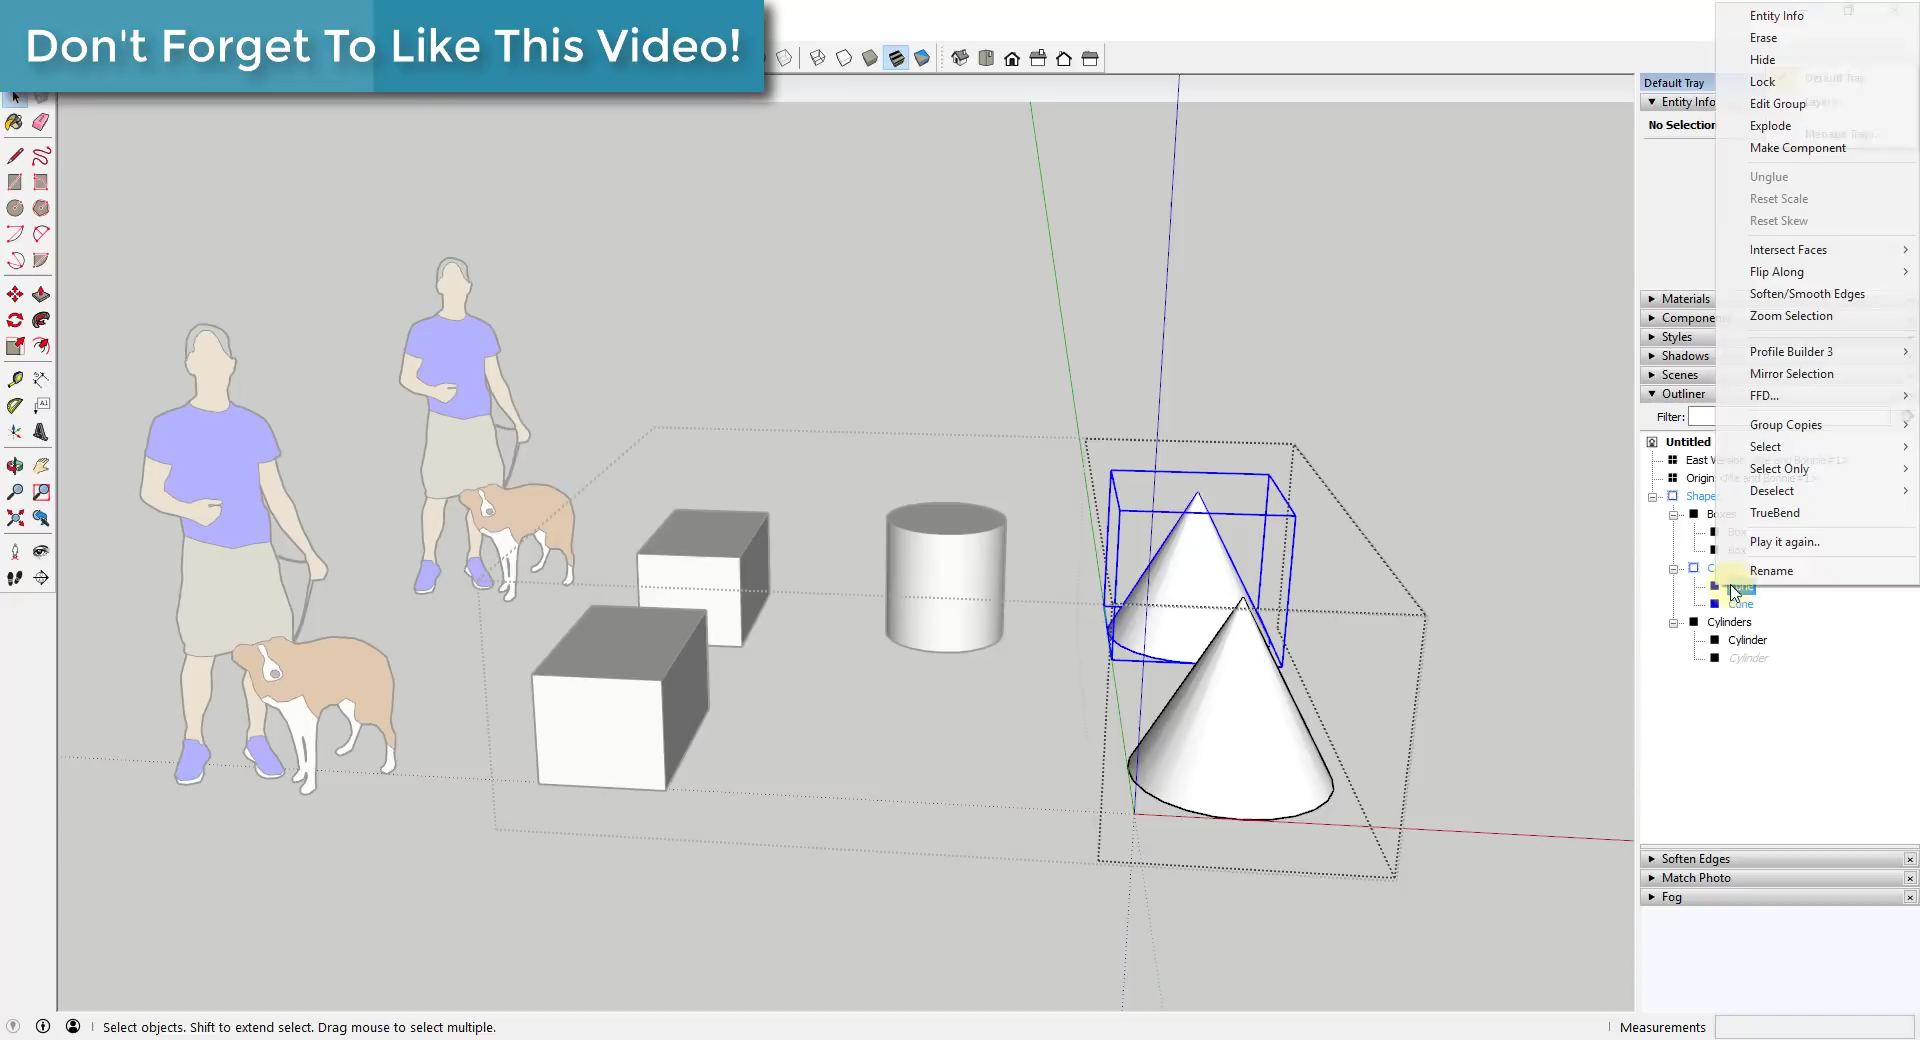 Don't Forget To Like This Video!
Entity Info
Erase
Hide
Lock
Edit Group
Explode
Make Component
Unglue
Reset Scale
Reset Skew
Intersect Faces
Flip Along
Soften/Smooth Edges
Zoom Selection
Profile Builder 3
Mirror Selection
FFD...
Group Copies
Select
Select Only
Deselect
TrueBend
Play it again..
Rename
Default Tray
Entity Info
No Selection
Materials
Styles
Shadows
Scenes
Outliner
Filter:
Untitled
Cone
Cylinders
Cylinder
Cylinder
Soften Edges
Match Photo
Fog
Select objects. Shift to extend select. Drag mouse to select multiple.
Measurements